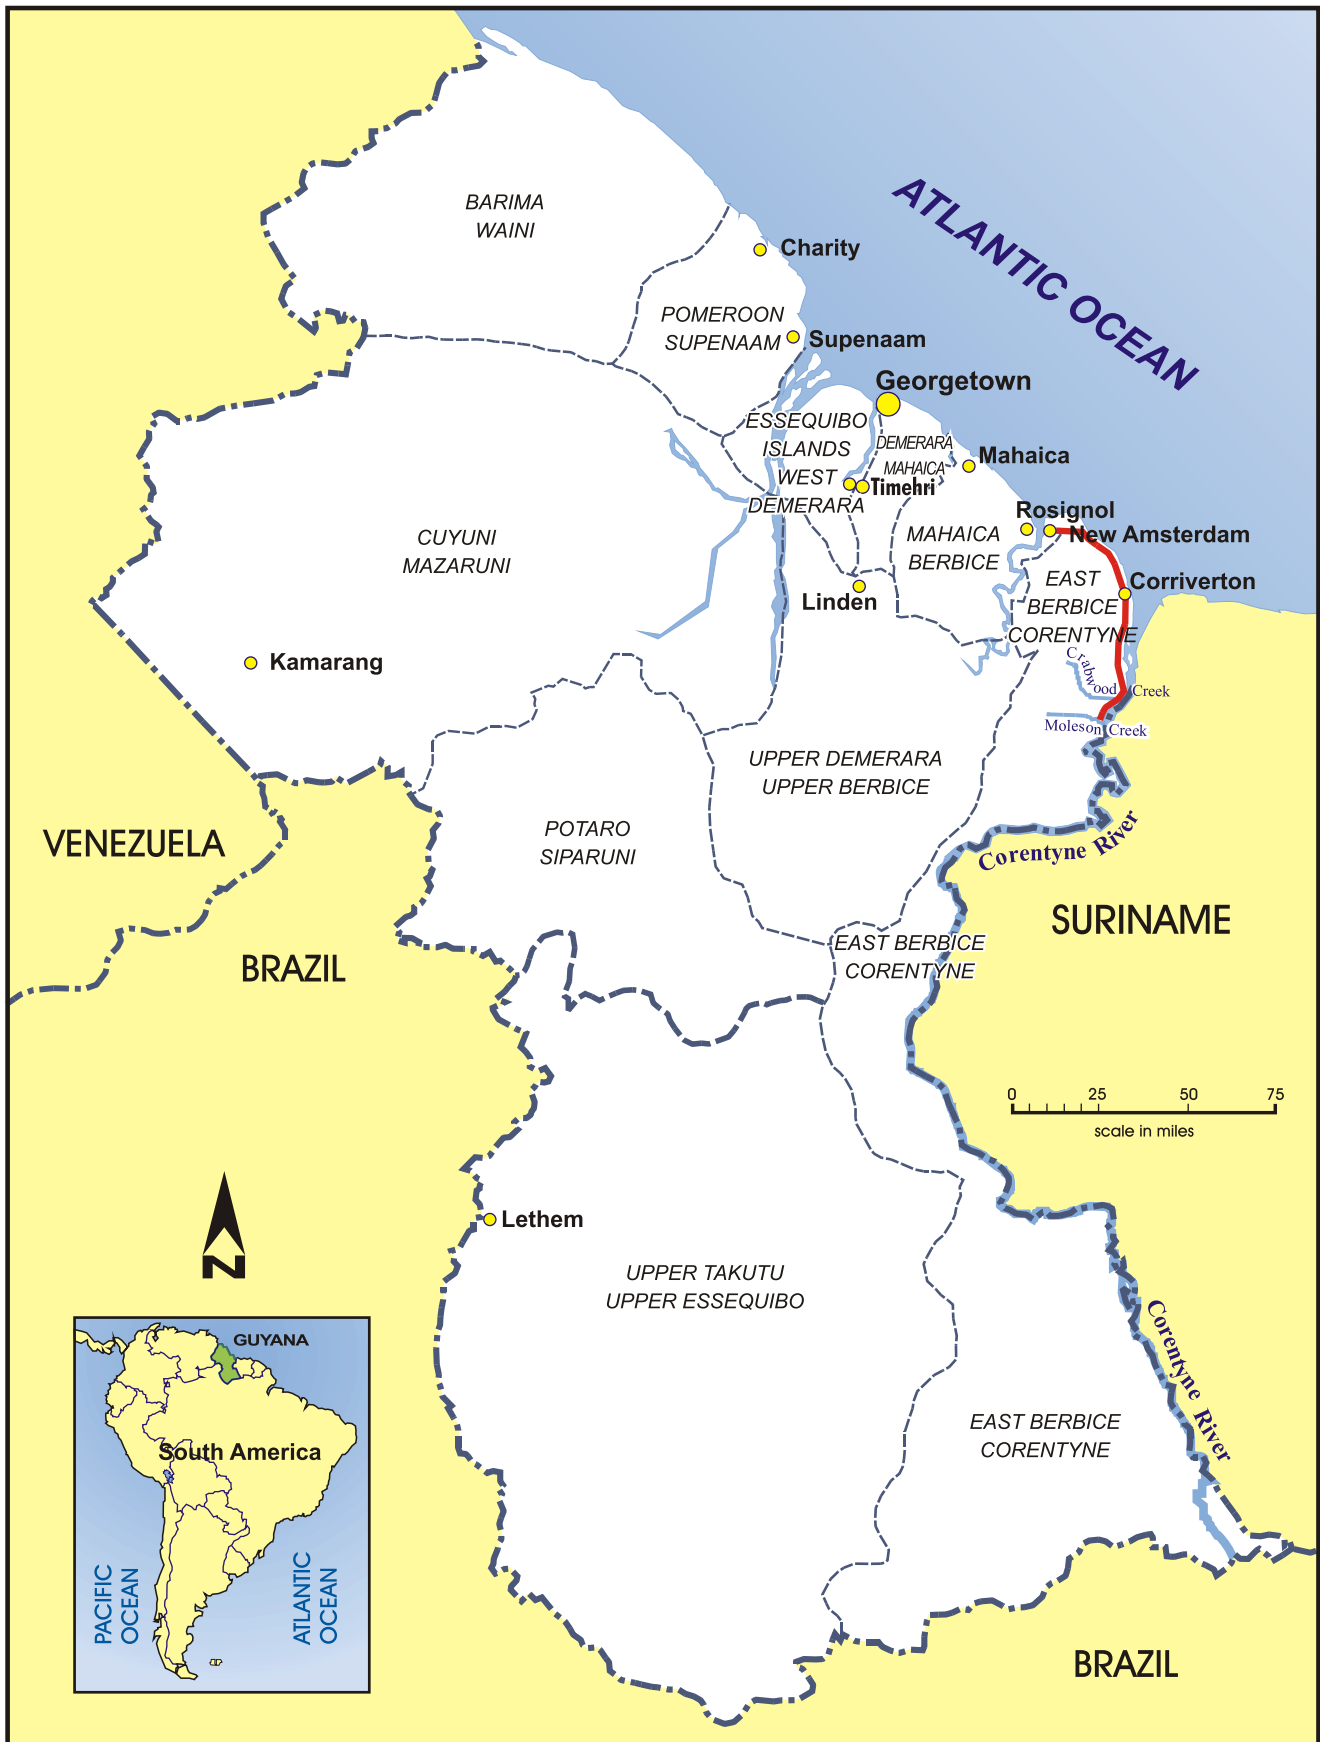 ATLANTIC OCEAN
BARIMA
WAINI
Charity
POMEROON
SUPENAAM
Supenaam
Georgetown
ESSEQUIBO
ISLANDS
WEST
DEMERARA
DEMERARA
MAHAICA
Mahaica
Timehri
Rosignol
New Amsterdam
MAHAICA
BERBICE
CUYUNI
MAZARUNI
EAST
BERBICE
CORENTYNE
Corriverton
Linden
Kamarang
Crabwood Creek
Moleson Creek
UPPER DEMERARA
UPPER BERBICE
POTARO
SIPARUNI
VENEZUELA
Corentyne River
SURINAME
EAST BERBICE
CORENTYNE
BRAZIL
0 25 50 75
scale in miles
N
Lethem
UPPER TAKUTU
UPPER ESSEQUIBO
Corentyne River
GUYANA
South America
PACIFIC
OCEAN
ATLANTIC
OCEAN
EAST BERBICE
CORENTYNE
BRAZIL